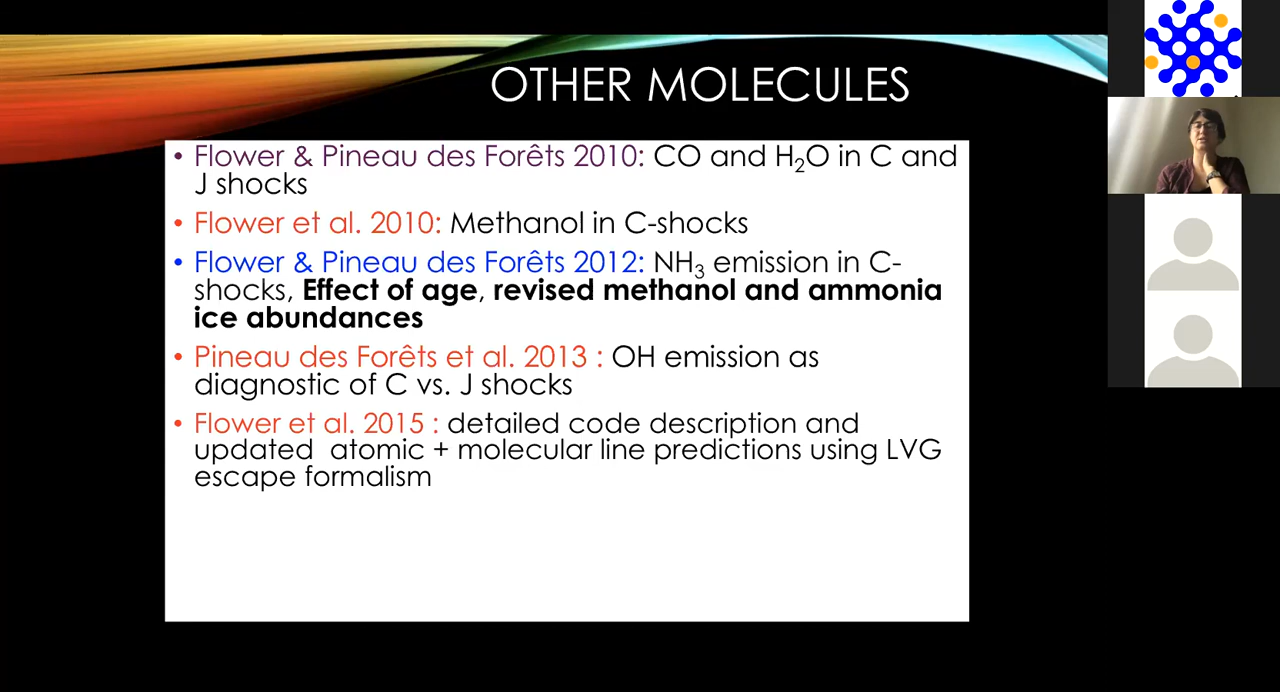 OTHER MOLECULES
• Flower & Pineau des Forêts 2010: CO and H₂O in C and
J shocks
• Flower et al. 2010: Methanol in C-shocks
• Flower & Pineau des Forêts 2012: NH₃ emission in C-
shocks, Effect of age, revised methanol and ammonia
ice abundances
• Pineau des Forêts et al. 2013 : OH emission as
diagnostic of C vs. J shocks
• Flower et al. 2015 : detailed code description and
updated  atomic + molecular line predictions using LVG
escape formalism